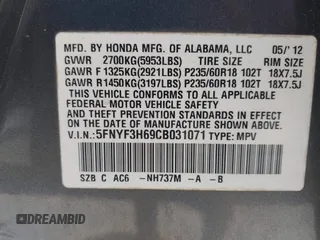 MFD. BY HONDA MFG. OF ALABAMA, LLC 05/'12
GVWR 2700KG(5953LBS) TIRE SIZE RIM SIZE
GAWR F 1325KG(2921LBS) P235/60R18 102T 18X7.5J
GAWR R1450KG(3197LBS) P235/60R18 102T 18X7.5J
THIS VEHICLE CONFORMS TO ALL APPLICABLE
FEDERAL MOTOR VEHICLE SAFETY AND
THEFT PREVENTION STANDARDS IN EFFECT
ON THE DATE OF MANUFACTURE SHOWN ABOVE.
V.I.N.: 5FNYF3H69CB031071 TYPE: MPV
SZB C AC6 -NH737M -A -B
DREAMBID